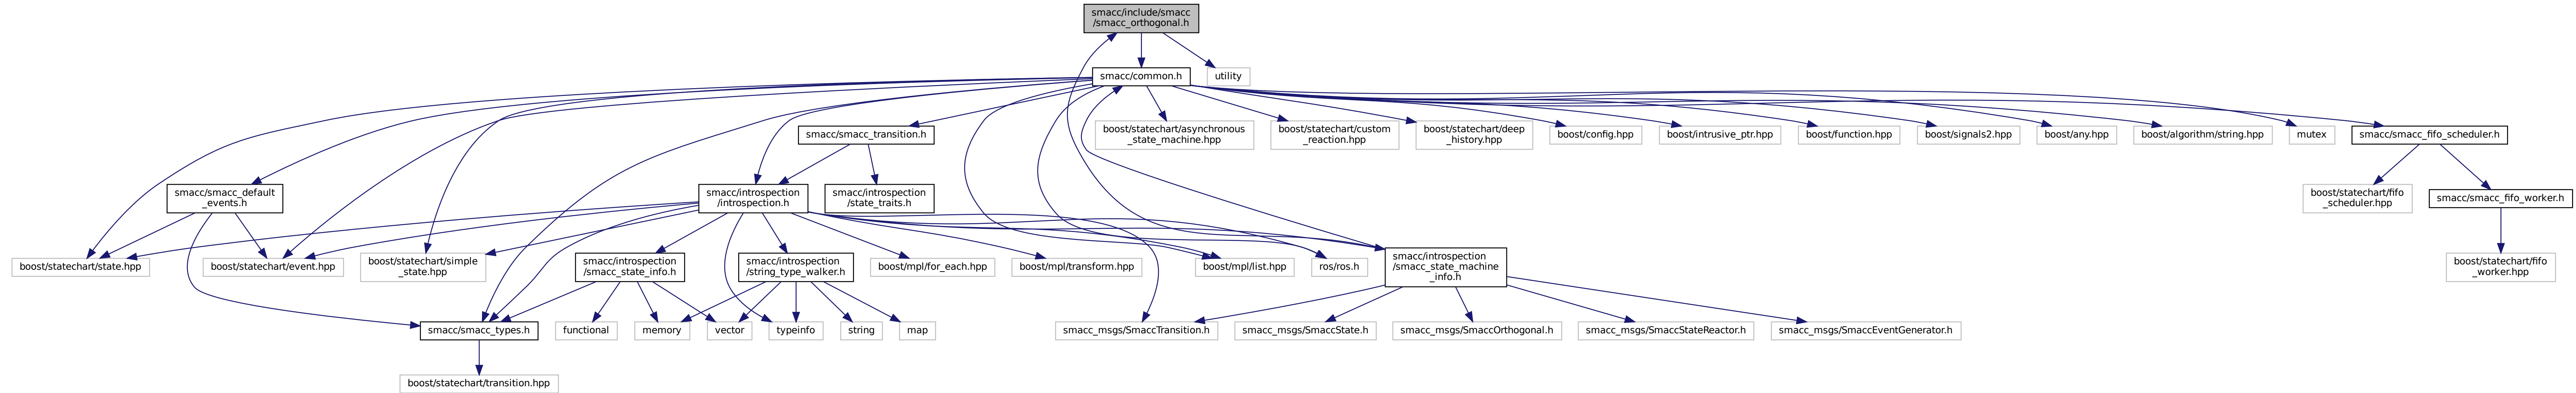 smacc/include/smacc
/smacc_orthogonal.h
smacc/common.h
utility
smacc/smacc_transition.h
boost/statechart/asynchronous
_state_machine.hpp
boost/statechart/custom
_reaction.hpp
boost/statechart/deep
_history.hpp
boost/config.hpp
boost/intrusive_ptr.hpp
boost/function.hpp
boost/signals2.hpp
boost/any.hpp
boost/algorithm/string.hpp
mutex
smacc/smacc_fifo_scheduler.h
smacc/smacc_default
_events.h
smacc/introspection
/introspection.h
smacc/introspection
/state_traits.h
boost/statechart/fifo
_scheduler.hpp
smacc/smacc_fifo_worker.h
boost/statechart/state.hpp
boost/statechart/event.hpp
boost/statechart/simple
_state.hpp
smacc/introspection
/smacc_state_info.h
smacc/introspection
/string_type_walker.h
boost/mpl/for_each.hpp
boost/mpl/transform.hpp
boost/mpl/list.hpp
ros/ros.h
smacc/introspection
/smacc_state_machine
_info.h
boost/statechart/fifo
_worker.hpp
smacc/smacc_types.h
functional
memory
vector
typeinfo
string
map
smacc_msgs/SmaccTransition.h
smacc_msgs/SmaccState.h
smacc_msgs/SmaccOrthogonal.h
smacc_msgs/SmaccStateReactor.h
smacc_msgs/SmaccEventGenerator.h
boost/statechart/transition.hpp